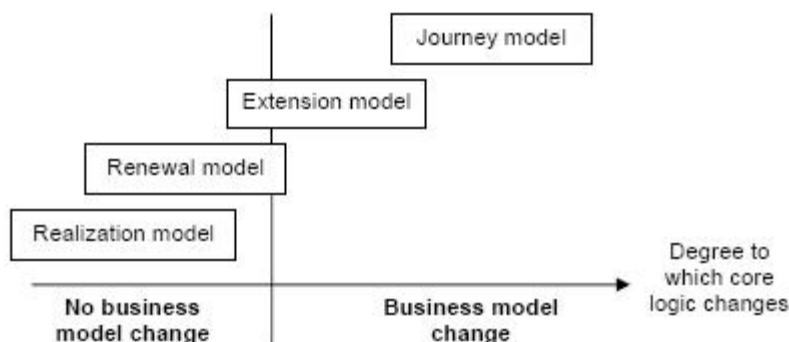 Journey model
Extension model
Renewal model
Realization model
Degree to
which core
logic changes
No business
model change
Business model
change